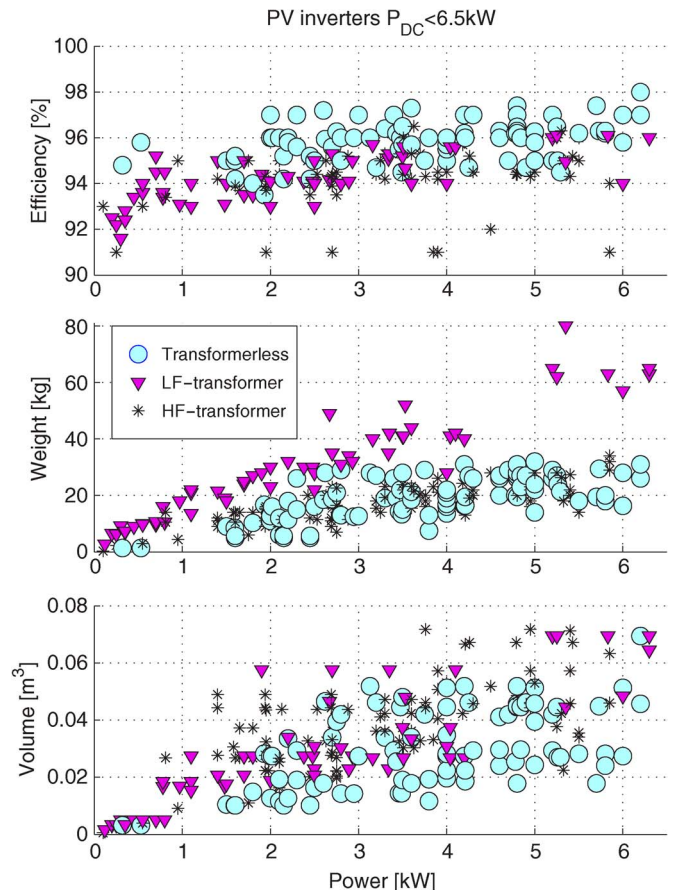 PV inverters P_DC<6.5kW
Efficiency [%]
100
98
96
94
92
90
0 1 2 3 4 5 6
Weight [kg]
80
60
40
20
0
Transformerless
LF-transformer
HF-transformer
0 1 2 3 4 5 6
Volume [m³]
0.08
0.06
0.04
0.02
0
0 1 2 3 4 5 6
Power [kW]